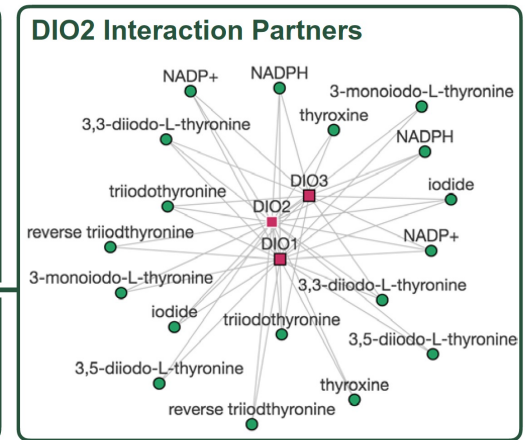 DIO2 Interaction Partners
NADP+
NADPH
3-monoiodo-L-thyronine
3,3-diiodo-L-thyronine
thyroxine
NADPH
DIO3
triiodothyronine
iodide
DIO2
reverse triiodthyronine
NADP+
DIO1
3-monoiodo-L-thyronine
3,3-diiodo-L-thyronine
iodide
triiodothyronine
3,5-diiodo-L-thyronine
3,5-diiodo-L-thyronine
thyroxine
reverse triiodthyronine